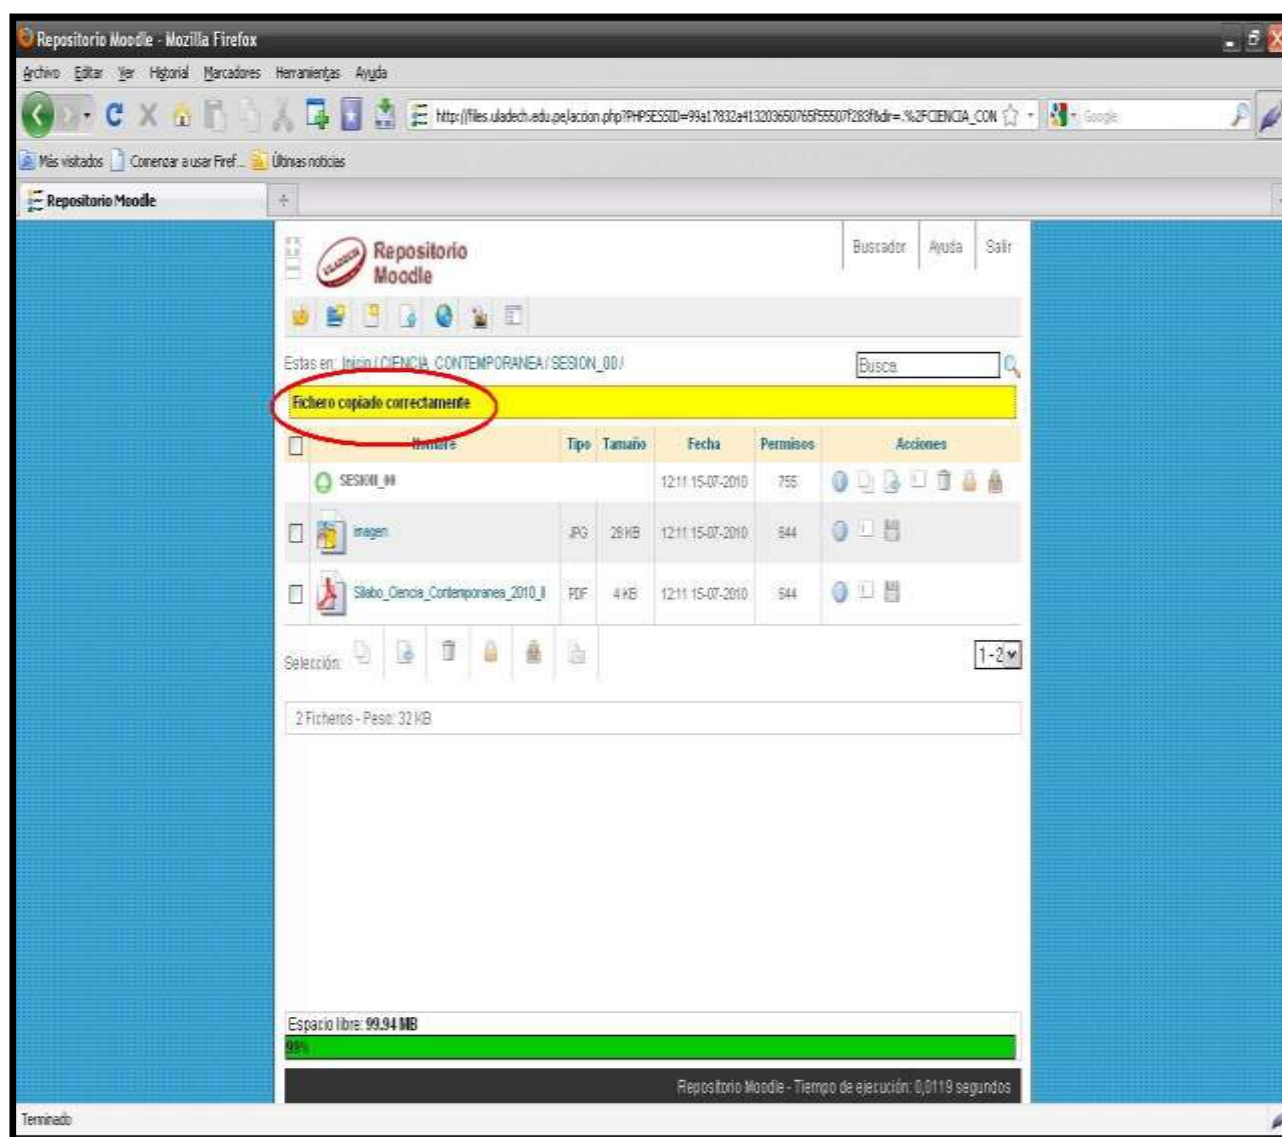 Repositorio Moodle - Mozilla Firefox
Archivo Editar Ver Historial Marcadores Herramientas Ayuda
Google
Más visitados Comenzar a usar Firef... Últimas noticias
Repositorio Moodle
Repositorio
Moodle
Buscador Ayuda Salir
Estas en: Inicio / CIENCIA_CONTEMPORANEA / SESION_00 /
Busca
Fichero copiado correctamente
Nombre Tipo Tamaño Fecha Permisos Acciones
SESION_00 12:11 15-07-2010 755
imagen JPG 28 KB 12:11 15-07-2010 644
Silabo_Ciencia_Contemporanea_2010_II PDF 4 KB 12:11 15-07-2010 644
Selección:
1-2
2 Ficheros - Peso: 32 KB
Espacio libre: 99.94 MB
99%
Repositorio Moodle - Tiempo de ejecución: 0,0119 segundos
Terminado